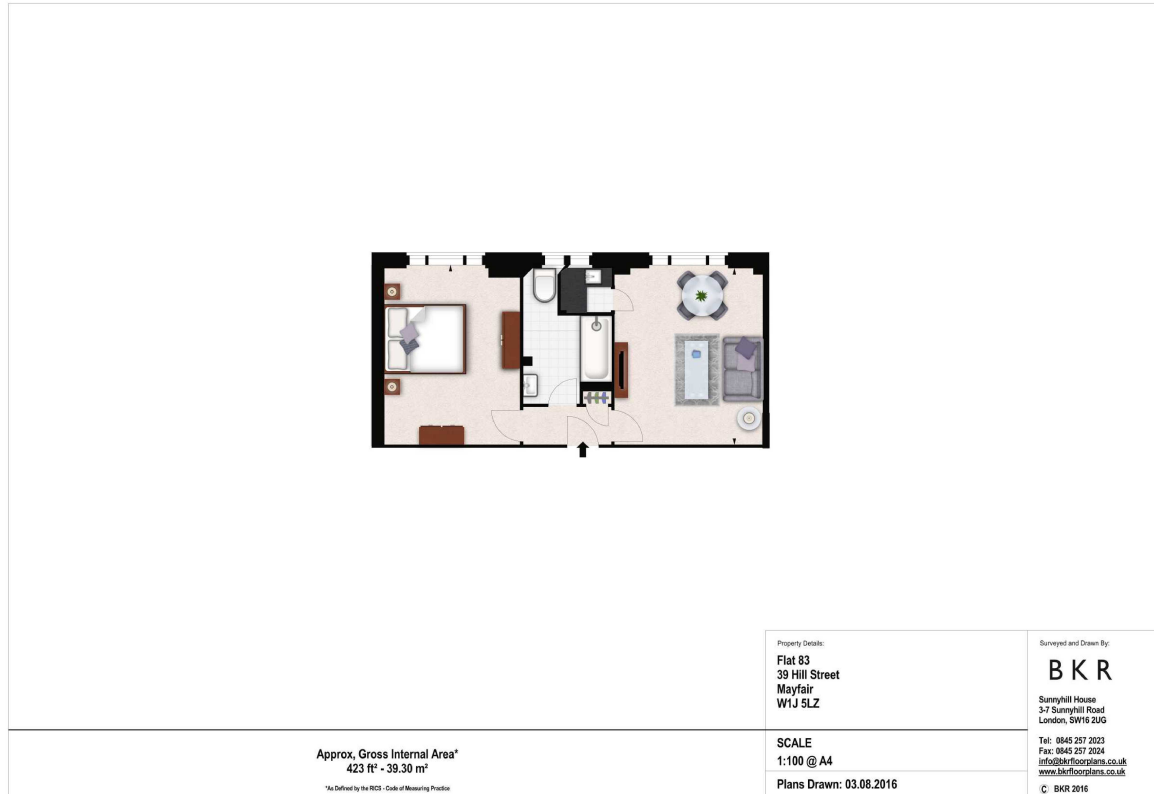 Property Details:
Flat 83
39 Hill Street
Mayfair
W1J 5LZ
SCALE
1:100 @ A4
Plans Drawn: 03.08.2016
Surveyed and Drawn By:
BKR
Sunnyhill House
3-7 Sunnyhill Road
London, SW16 2UG
Tel: 0845 257 2023
Fax: 0845 257 2024
info@bkrfloorplans.co.uk
www.bkrfloorplans.co.uk
© BKR 2016
Approx, Gross Internal Area*
423 ft² - 39.30 m²
*As Defined by the RICS - Code of Measuring Practice